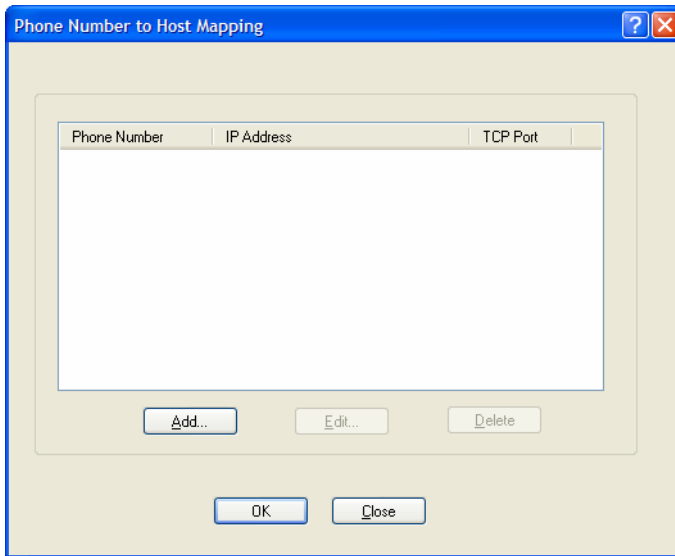 Phone Number to Host Mapping
?
Phone Number IP Address TCP Port
Add... Edit... Delete
OK Close